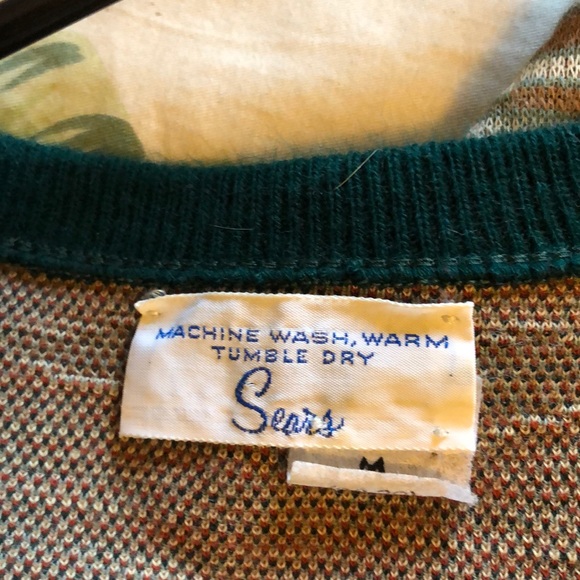 MACHINE WASH, WARM
TUMBLE DRY
Sears
M